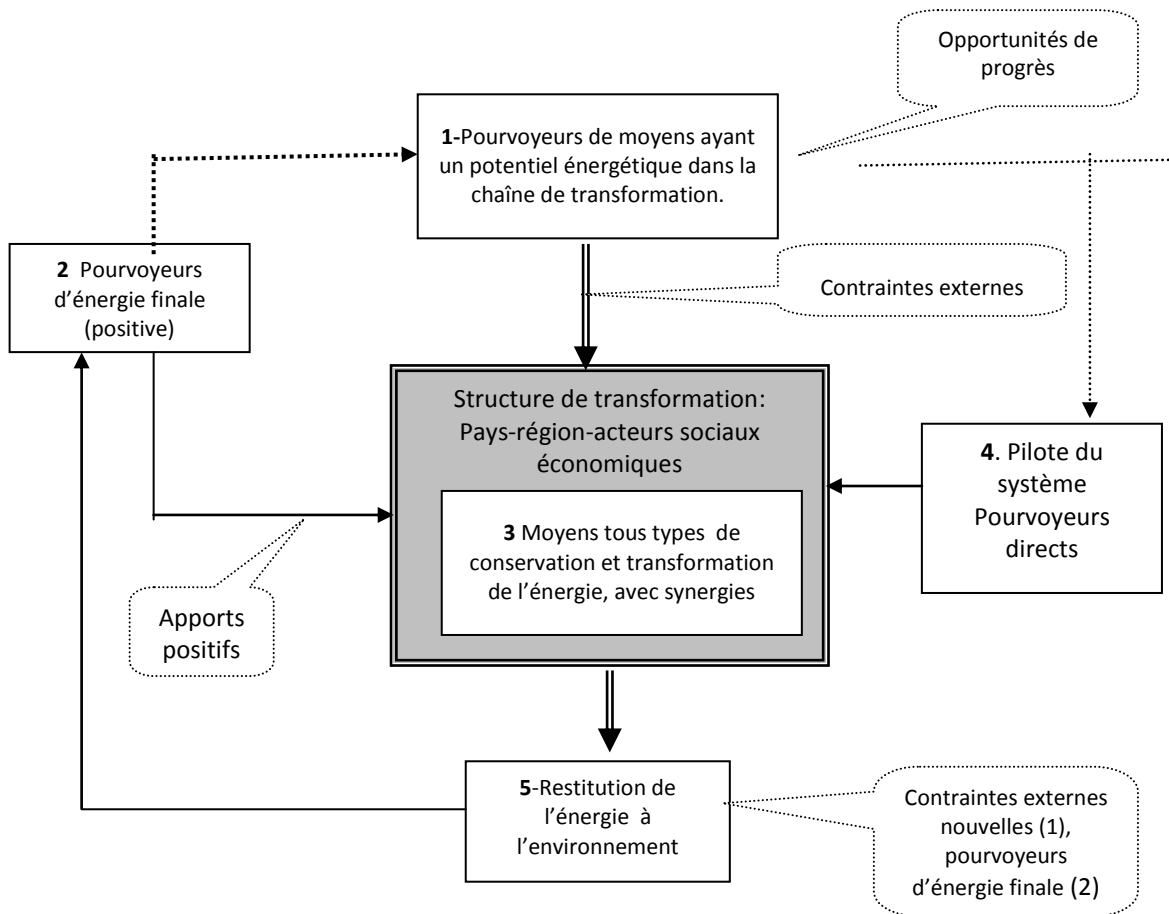 Opportunités de
progrès
1-Pourvoyeurs de moyens ayant
un potentiel énergétique dans la
chaîne de transformation.
2 Pourvoyeurs
d’énergie finale
(positive)
Contraintes externes
Structure de transformation:
Pays-région-acteurs sociaux
économiques
3 Moyens tous types de
conservation et transformation
de l’énergie, avec synergies
4. Pilote du
système
Pourvoyeurs
directs
Apports
positifs
5-Restitution de
l’énergie à
l’environnement
Contraintes externes
nouvelles (1),
pourvoyeurs
d’énergie finale (2)